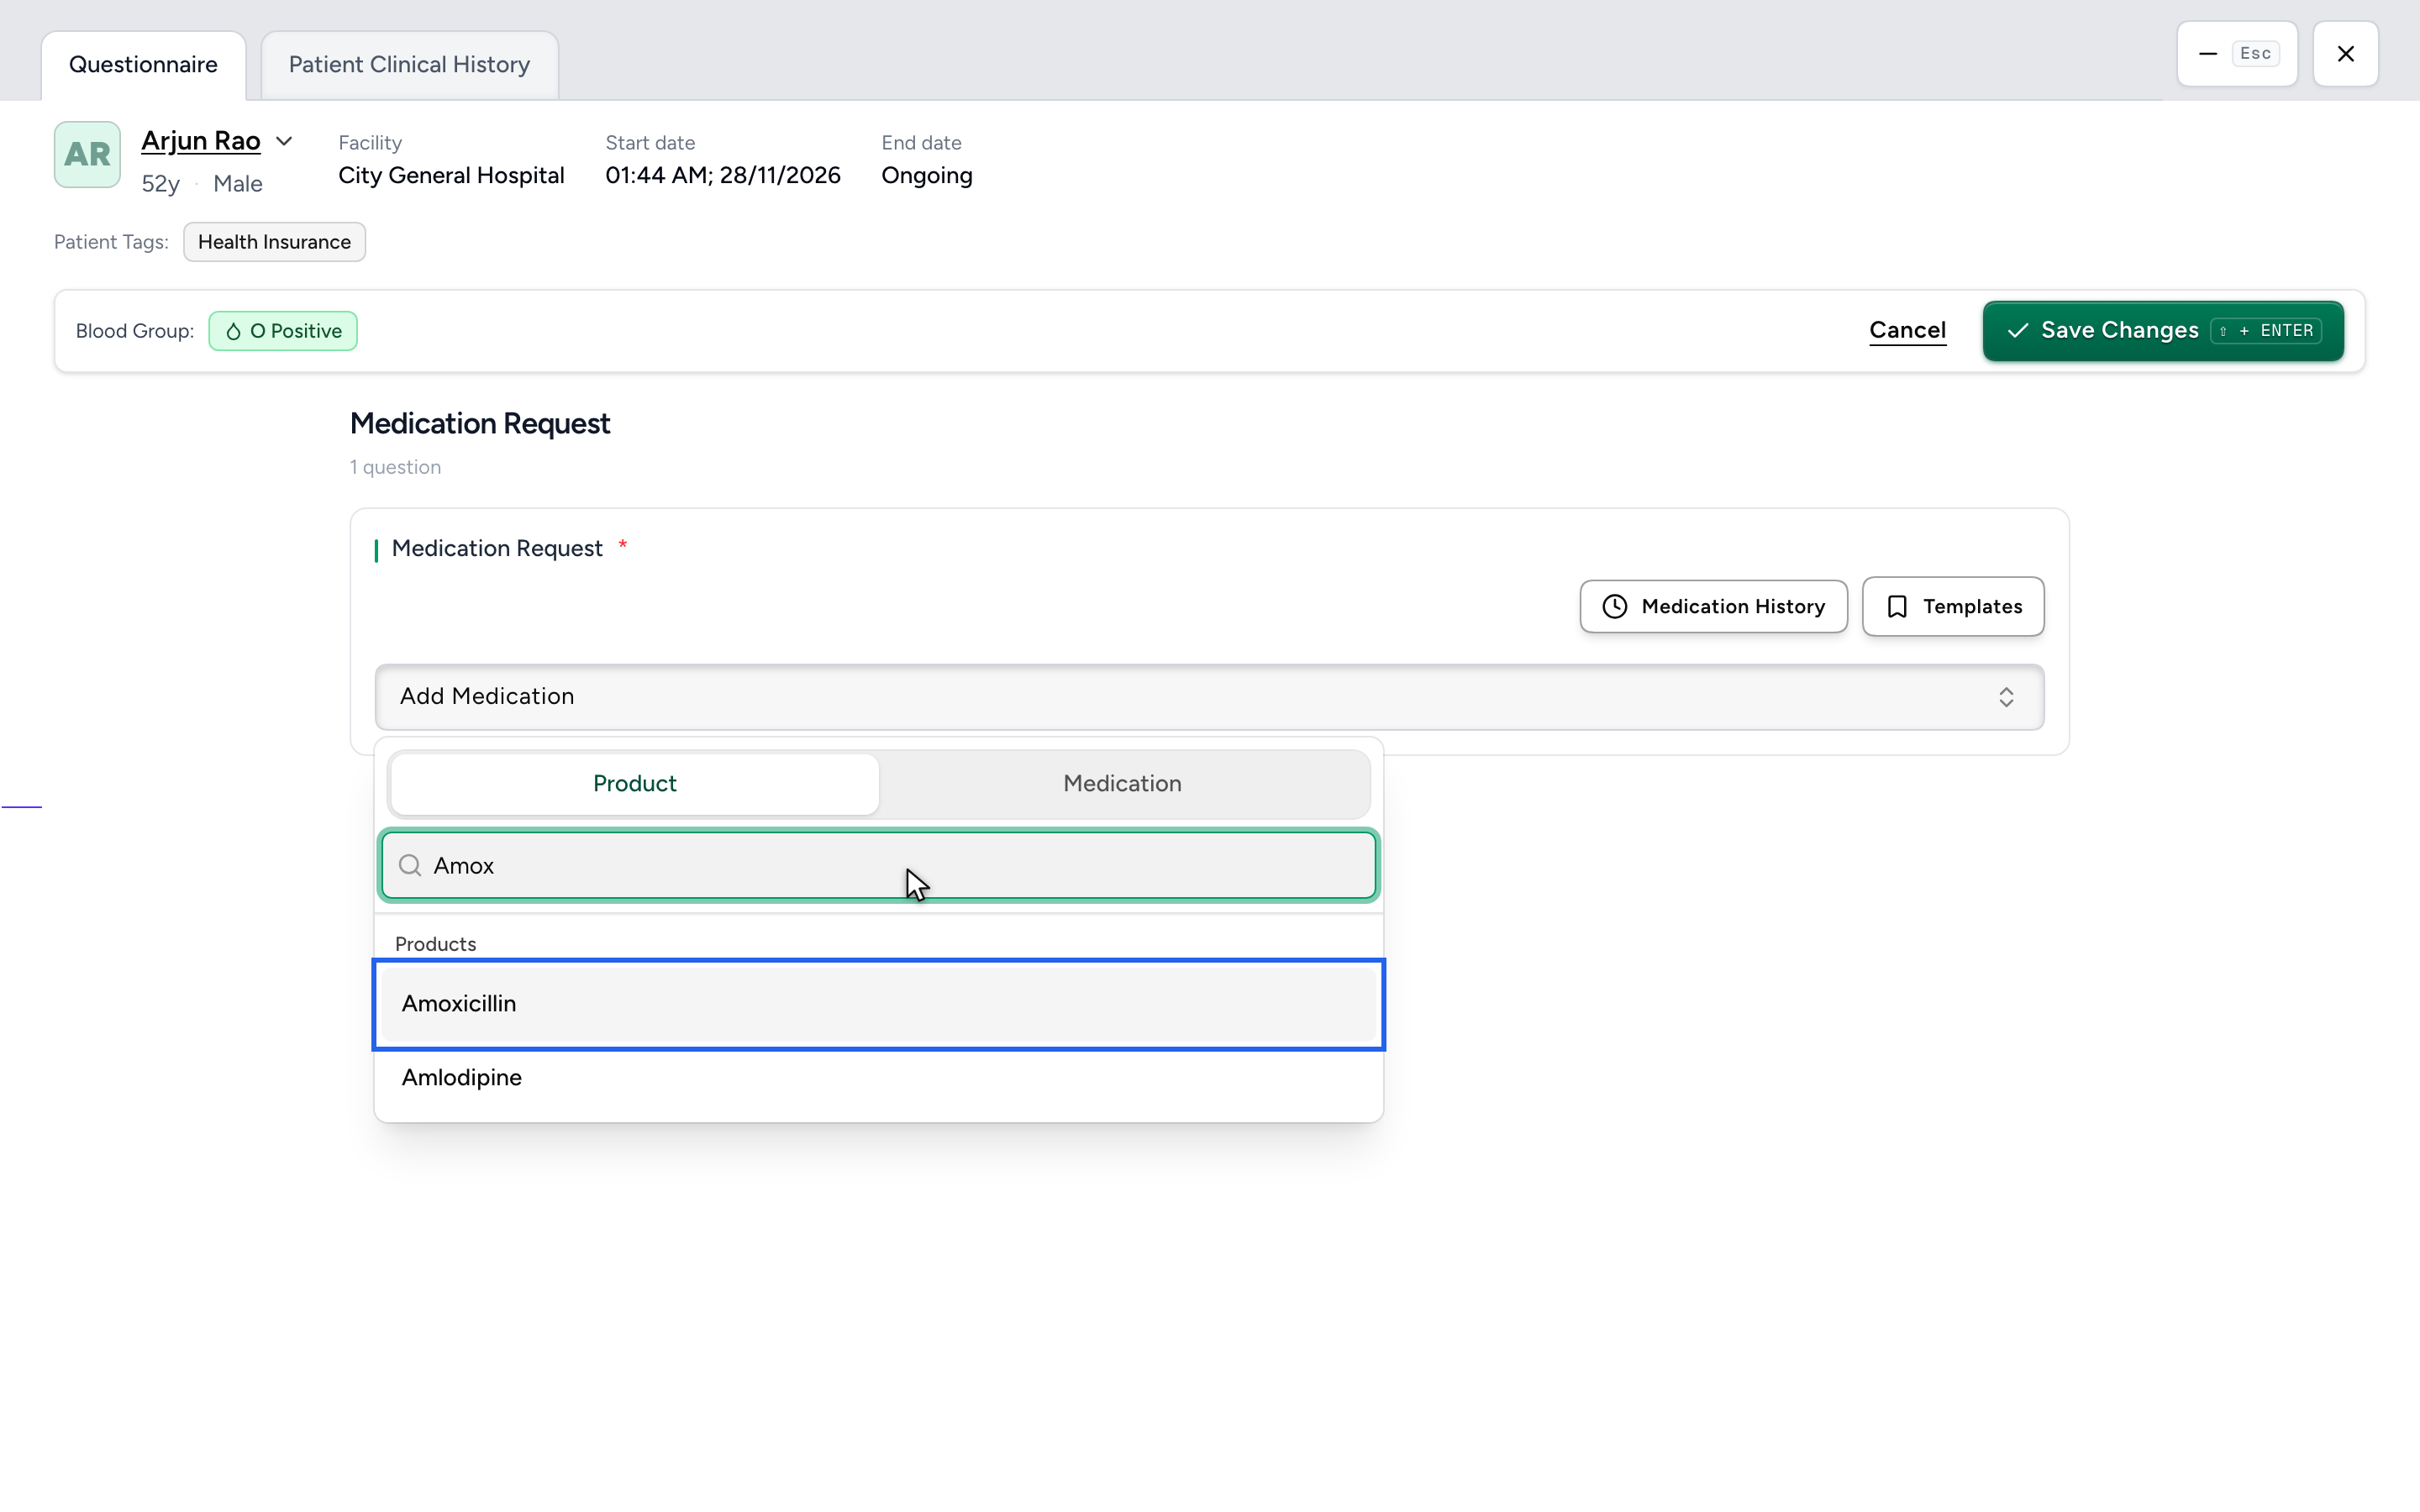 Questionnaire
Patient Clinical History
Esc
AR
Arjun Rao
52y · Male
Facility
City General Hospital
Start date
01:44 AM; 28/11/2026
End date
Ongoing
Patient Tags: Health Insurance
Blood Group: O Positive
Cancel
Save Changes ⇧ + ENTER
Medication Request
1 question
Medication Request *
Medication History
Templates
Add Medication
Product
Medication
Amox
Products
Amoxicillin
Amlodipine